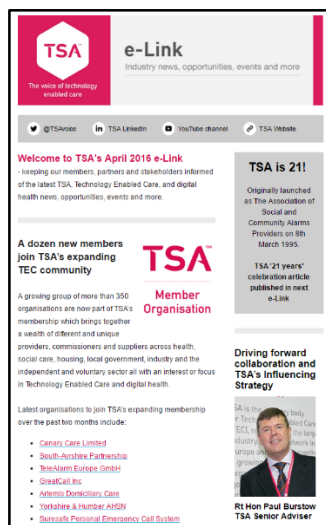 TSA
The voice of technology
enabled care
e-Link
Industry news, opportunities, events and more
@TSAvoice
in TSA LinkedIn
YouTube channel
TSA Website
Welcome to TSA's April 2016 e-Link
- keeping our members, partners and stakeholders informed
of the latest TSA, Technology Enabled Care, and digital
health news, opportunities, events and more.
A dozen new members
join TSA's expanding
TEC community
TSA
Member
Organisation
A growing group of more than 350
organisations are now part of TSA's
membership which brings together
a wealth of different and unique
providers, commissioners and suppliers across health,
social care, housing, local government, industry and the
independent and voluntary sector all with an interest or focus
in Technology Enabled Care and digital health.
Latest organisations to join TSA's expanding membership
over the past two months include:
Canary Care Limited
South-Ayrshire Partnership
TeleAlarm Europe GmbH
GreatCall Inc
Artemis Domiciliary Care
Yorkshire & Humber AHSN
Suresafe Personal Emergency Call System
TSA is 21!
Originally launched
as The Association of
Social and
Community Alarms
Providers on 8th
March 1995.
TSA '21 years'
celebration article
published in next
e-Link
Driving forward
collaboration and
TSA's Influencing
Strategy
Rt Hon Paul Burstow
TSA Senior Adviser